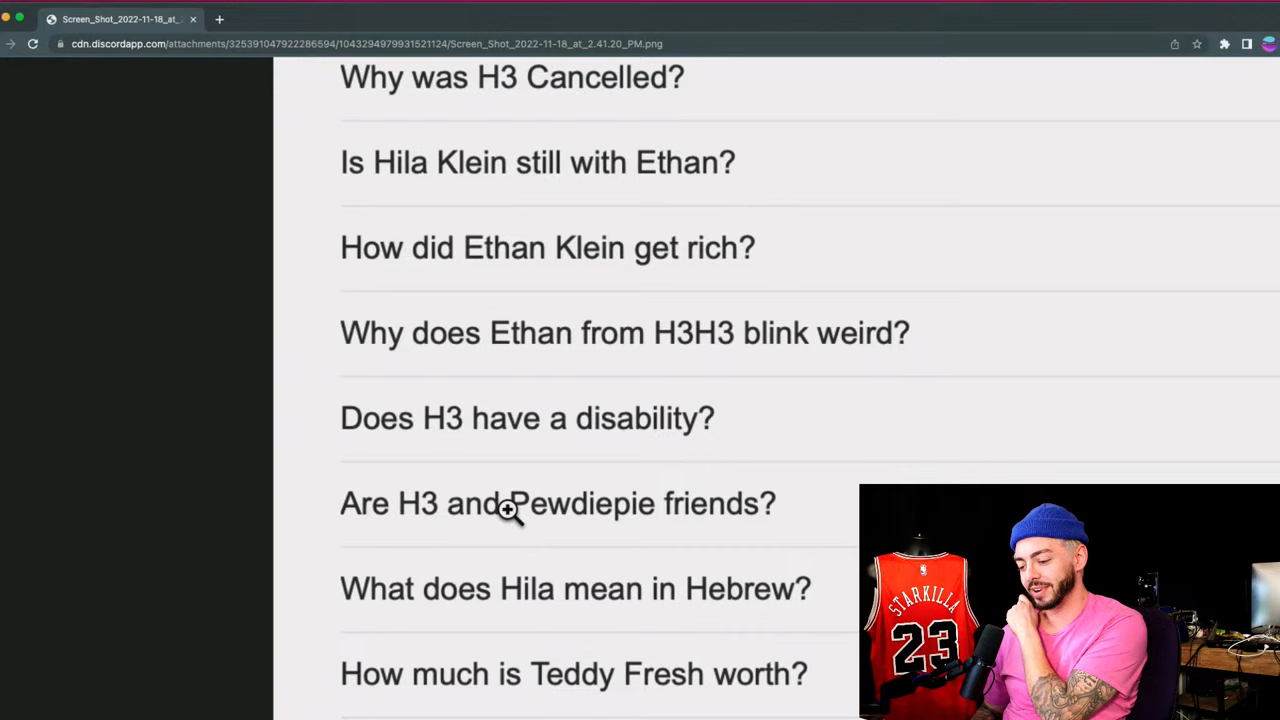 Screen_Shot_2022-11-18_at_
cdn.discordapp.com/attachments/325391047922286594/1043294979931521124/Screen_Shot_2022-11-18_at_2.41.20_PM.png
Why was H3 Cancelled?
Is Hila Klein still with Ethan?
How did Ethan Klein get rich?
Why does Ethan from H3H3 blink weird?
Does H3 have a disability?
Are H3 and Pewdiepie friends?
What does Hila mean in Hebrew?
How much is Teddy Fresh worth?
STARKILLA
23